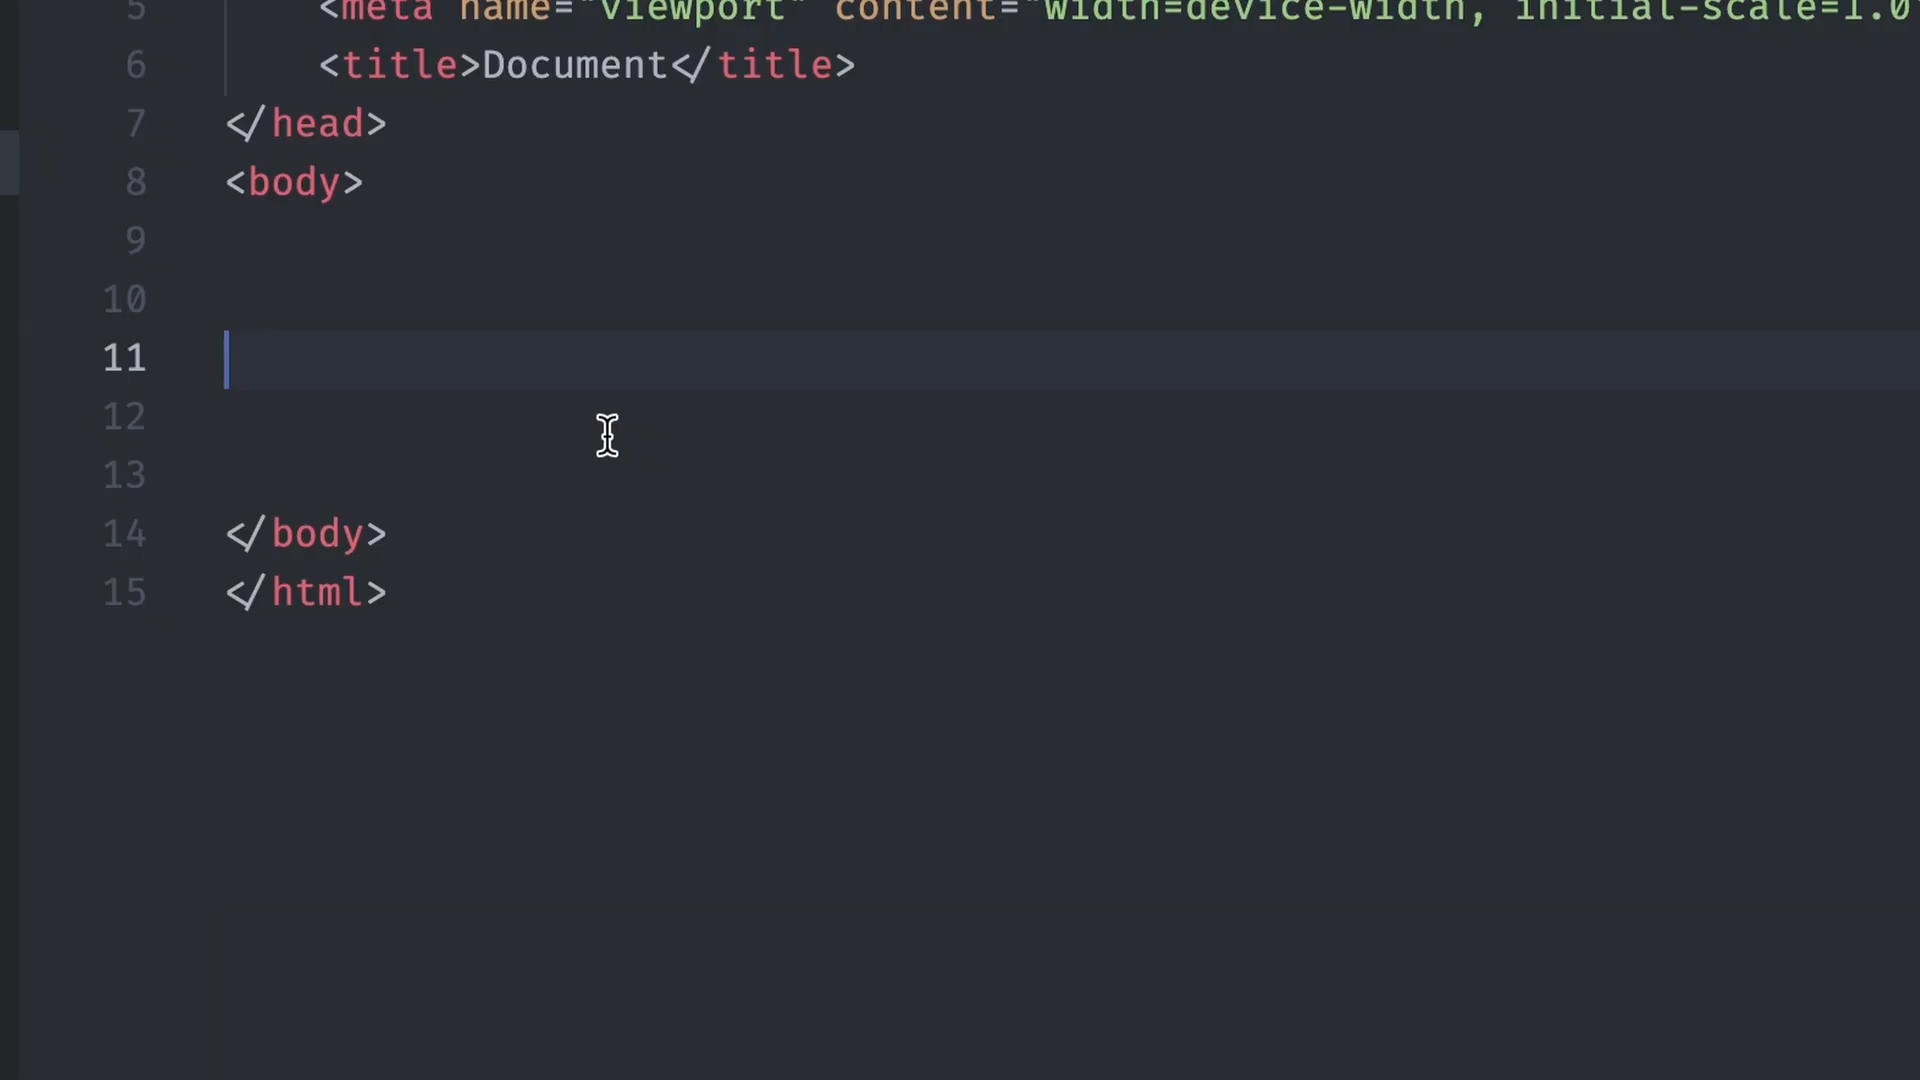 5 <meta name="viewport" content="width=device-width, initial-scale=1.0"
6 <title>Document</title>
7 </head>
8 <body>
9
10
11
12
13
14 </body>
15 </html>